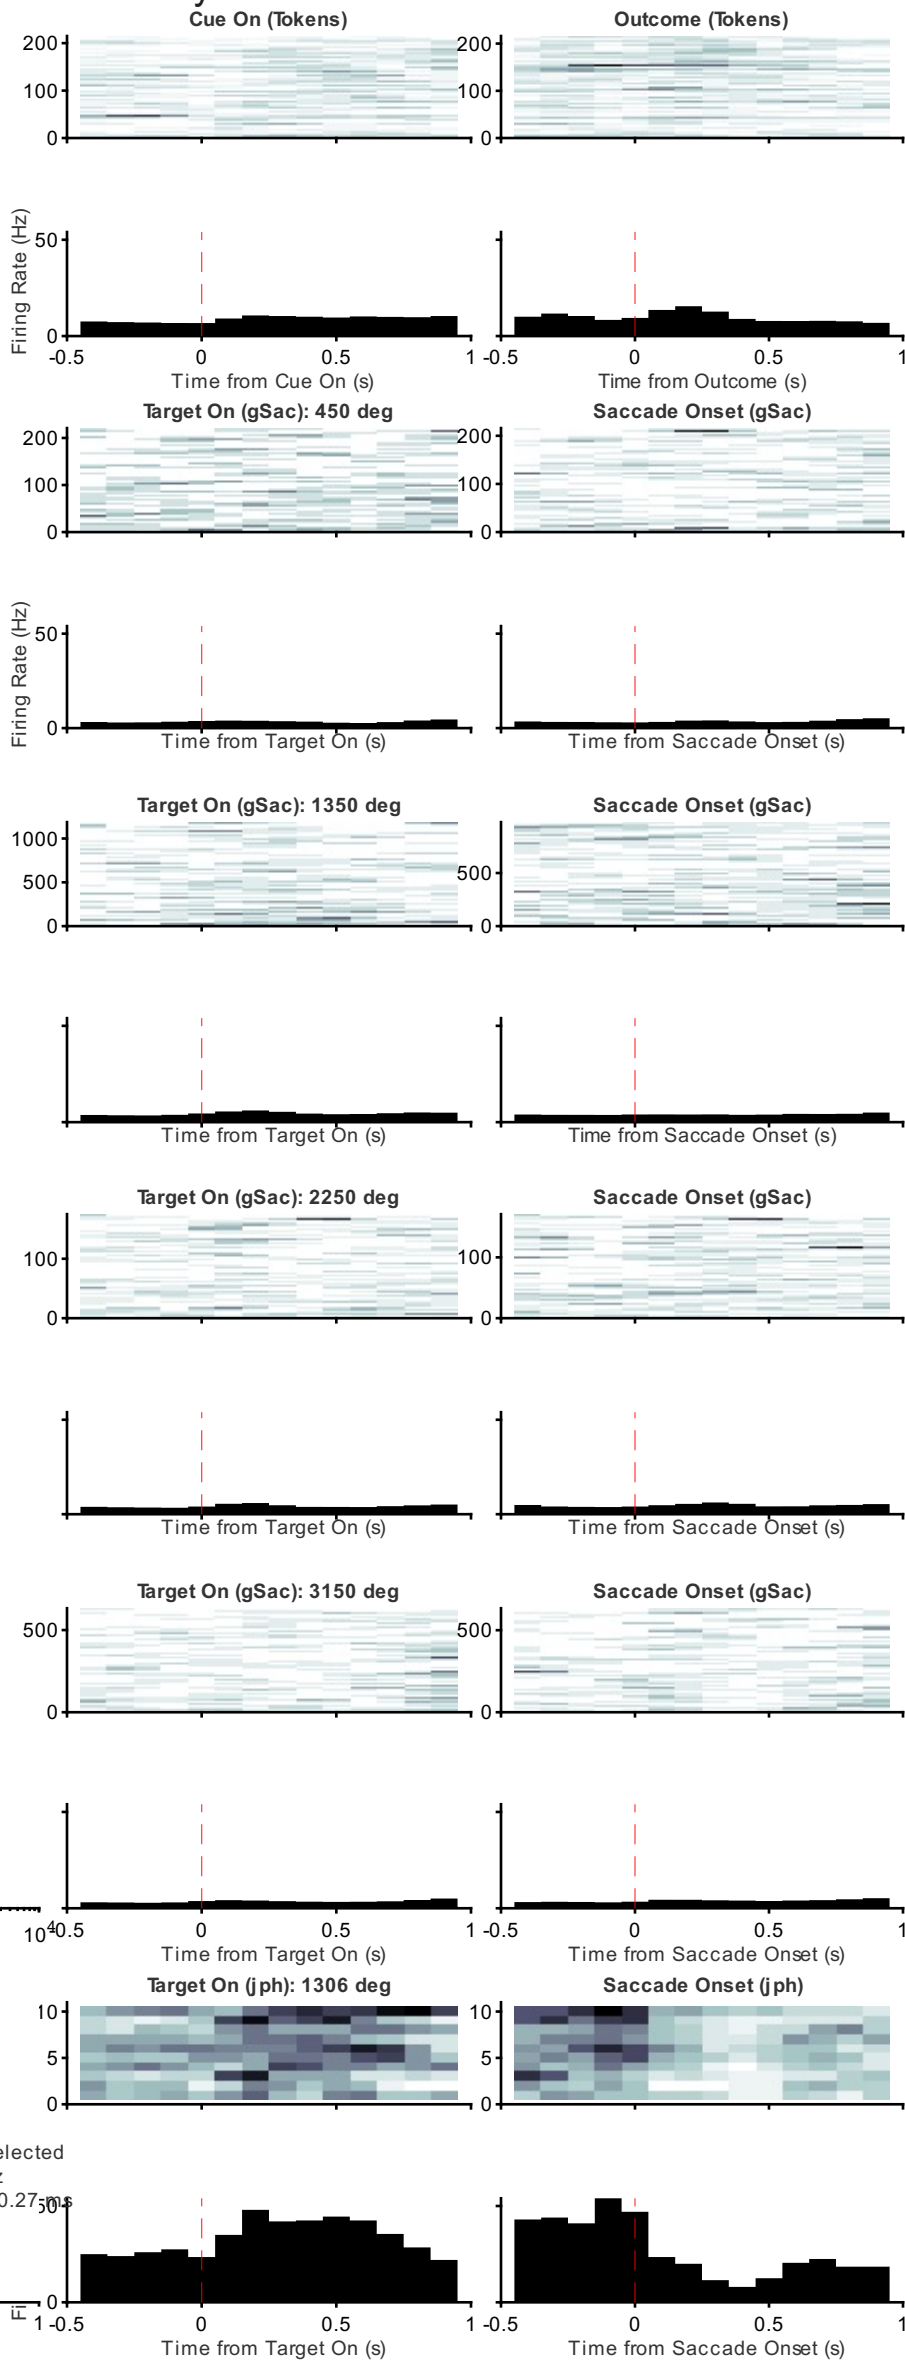 Cue On (Tokens) Outcome (Tokens)
200 200
100 100
0 0
Firing Rate (Hz)
50
0
-0.5 0 0.5 1 -0.5 0 0.5 1
Time from Cue On (s) Time from Outcome (s)
Target On (gSac): 450 deg Saccade Onset (gSac)
200 200
100 100
0 0
Firing Rate (Hz)
50
0
Time from Target On (s) Time from Saccade Onset (s)
Target On (gSac): 1350 deg Saccade Onset (gSac)
1000
500 500
0 0
Time from Target On (s) Time from Saccade Onset (s)
Target On (gSac): 2250 deg Saccade Onset (gSac)
100 100
0 0
Time from Target On (s) Time from Saccade Onset (s)
Target On (gSac): 3150 deg Saccade Onset (gSac)
500 500
0 0
10⁴ -0.5 0 0.5 1 -0.5 0 0.5 1
Time from Target On (s) Time from Saccade Onset (s)
Target On (jph): 1306 deg Saccade Onset (jph)
10 10
5 5
0 0
elected
z
0.27 ms
50
0
Fi
1 -0.5 0 0.5 1 -0.5 0 0.5 1
Time from Target On (s) Time from Saccade Onset (s)